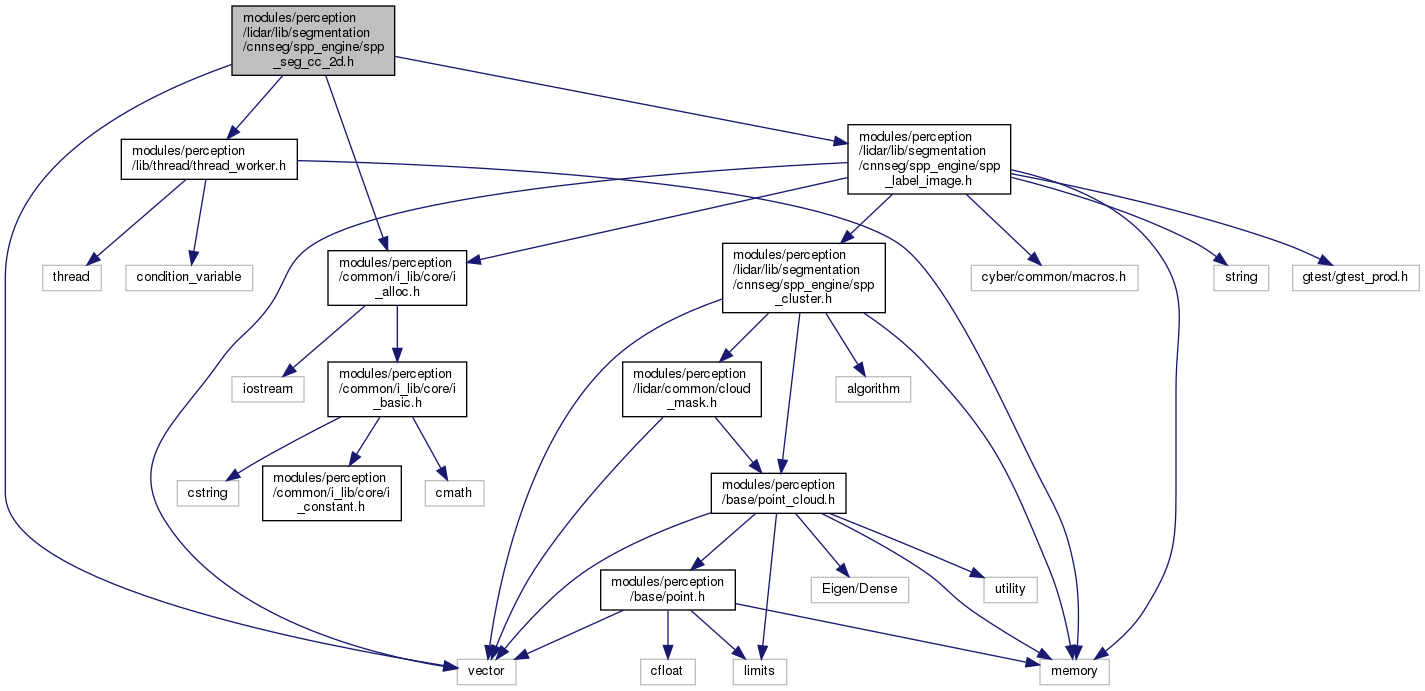 modules/perception
/lidar/lib/segmentation
/cnnseg/spp_engine/spp
_seg_cc_2d.h
modules/perception
/lib/thread/thread_worker.h
modules/perception
/lidar/lib/segmentation
/cnnseg/spp_engine/spp
_label_image.h
thread
condition_variable
modules/perception
/common/i_lib/core/i
_alloc.h
modules/perception
/lidar/lib/segmentation
/cnnseg/spp_engine/spp
_cluster.h
cyber/common/macros.h
string
gtest/gtest_prod.h
iostream
modules/perception
/common/i_lib/core/i
_basic.h
modules/perception
/lidar/common/cloud
_mask.h
algorithm
cstring
modules/perception
/common/i_lib/core/i
_constant.h
cmath
modules/perception
/base/point_cloud.h
modules/perception
/base/point.h
Eigen/Dense
utility
vector
cfloat
limits
memory